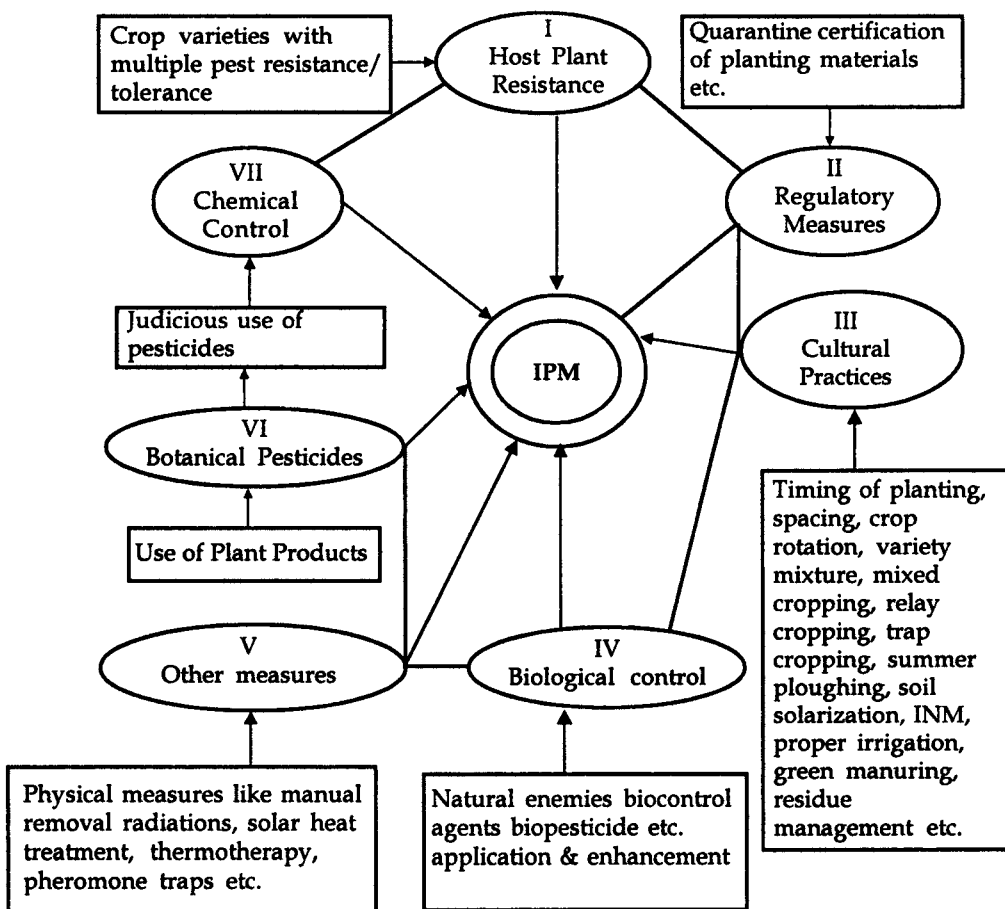 Crop varieties with
multiple pest resistance/
tolerance
I
Host Plant
Resistance
Quarantine certification
of planting materials
etc.
VII
Chemical
Control
II
Regulatory
Measures
Judicious use of
pesticides
IPM
III
Cultural
Practices
VI
Botanical Pesticides
Use of Plant Products
Timing of planting,
spacing, crop
rotation, variety
mixture, mixed
cropping, relay
cropping, trap
cropping, summer
ploughing, soil
solarization, INM,
proper irrigation,
green manuring,
residue
management etc.
V
Other measures
IV
Biological control
Physical measures like manual
removal radiations, solar heat
treatment, thermotherapy,
pheromone traps etc.
Natural enemies biocontrol
agents biopesticide etc.
application & enhancement